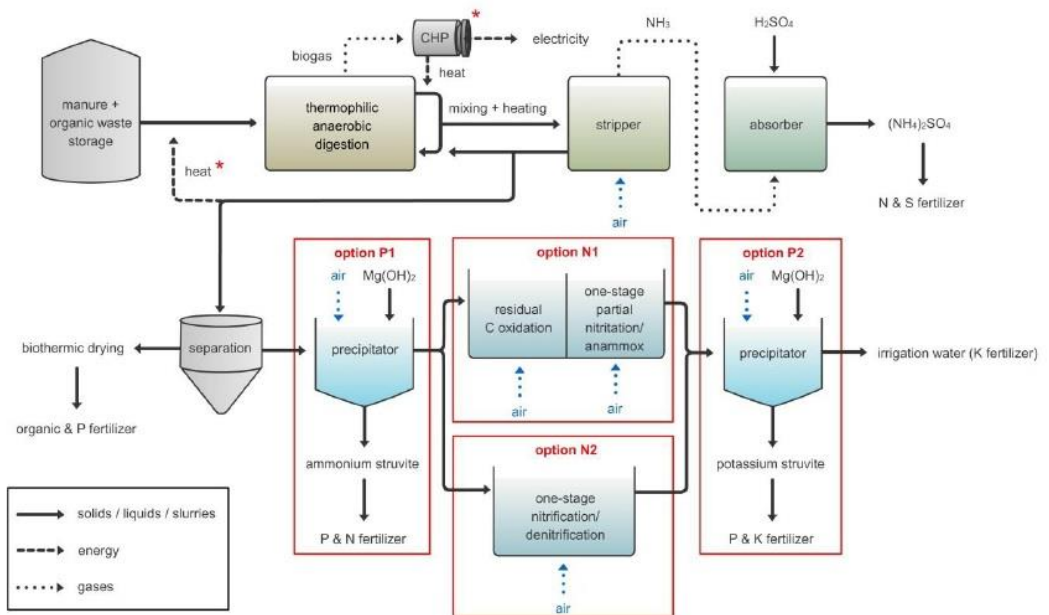 NH₃
H₂SO₄
*
CHP
electricity
biogas
heat
manure +
organic waste
storage
thermophilic
anaerobic
digestion
mixing + heating
stripper
absorber
(NH₄)₂SO₄
heat *
air
N & S fertilizer
option P1
air
Mg(OH)₂
precipitator
ammonium struvite
P & N fertilizer
option N1
residual
C oxidation
one-stage
partial
nitritation/
anammox
air
air
option P2
air
Mg(OH)₂
precipitator
irrigation water (K fertilizer)
potassium struvite
P & K fertilizer
biothermic drying
separation
organic & P fertilizer
option N2
one-stage
nitrification/
denitrification
air
solids / liquids / slurries
energy
gases